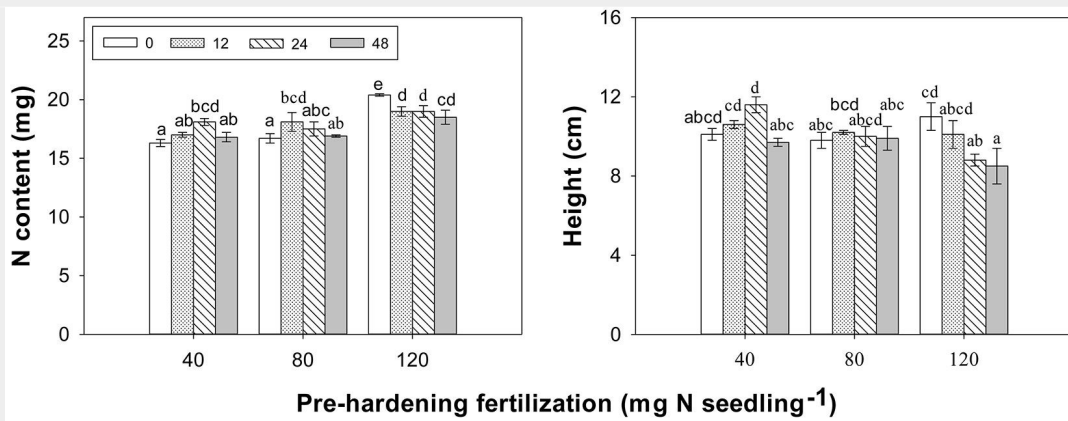 N content (mg)
25
20
15
10
5
0
0 12 24 48
a ab bcd ab
a bcd abc ab
e d d cd
40 80 120
Height (cm)
16
12
8
4
0
abcd cd d abc
abc bcd abcd abc
cd abcd ab a
40 80 120
Pre-hardening fertilization (mg N seedling-1)